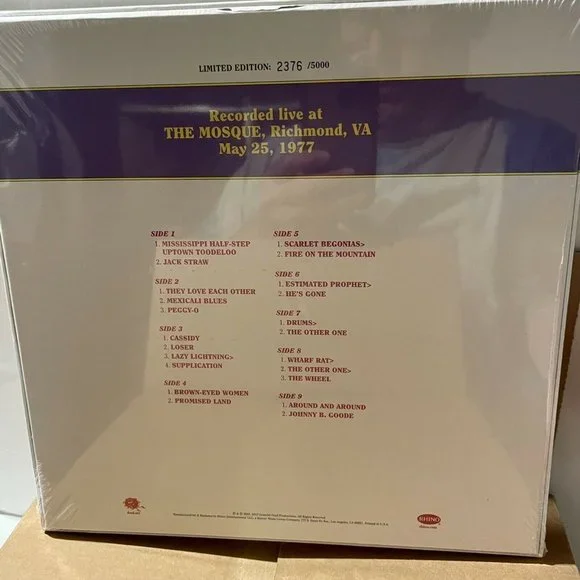 LIMITED EDITION: 2376 /5000
Recorded live at
THE MOSQUE, Richmond, VA
May 25, 1977
SIDE 1
1. MISSISSIPPI HALF-STEP
UPTOWN TOODELOO
2. JACK STRAW
SIDE 2
1. THEY LOVE EACH OTHER
2. MEXICALI BLUES
3. PEGGY-O
SIDE 3
1. CASSIDY
2. LOSER
3. LAZY LIGHTNING>
4. SUPPLICATION
SIDE 4
1. BROWN-EYED WOMEN
2. PROMISED LAND
SIDE 5
1. SCARLET BEGONIAS>
2. FIRE ON THE MOUNTAIN
SIDE 6
1. ESTIMATED PROPHET>
2. HE'S GONE
SIDE 7
1. DRUMS>
2. THE OTHER ONE
SIDE 8
1. WHARF RAT>
2. THE OTHER ONE>
3. THE WHEEL
SIDE 9
1. AROUND AND AROUND
2. JOHNNY B. GOODE
dead.net
RHINO
rhino.com